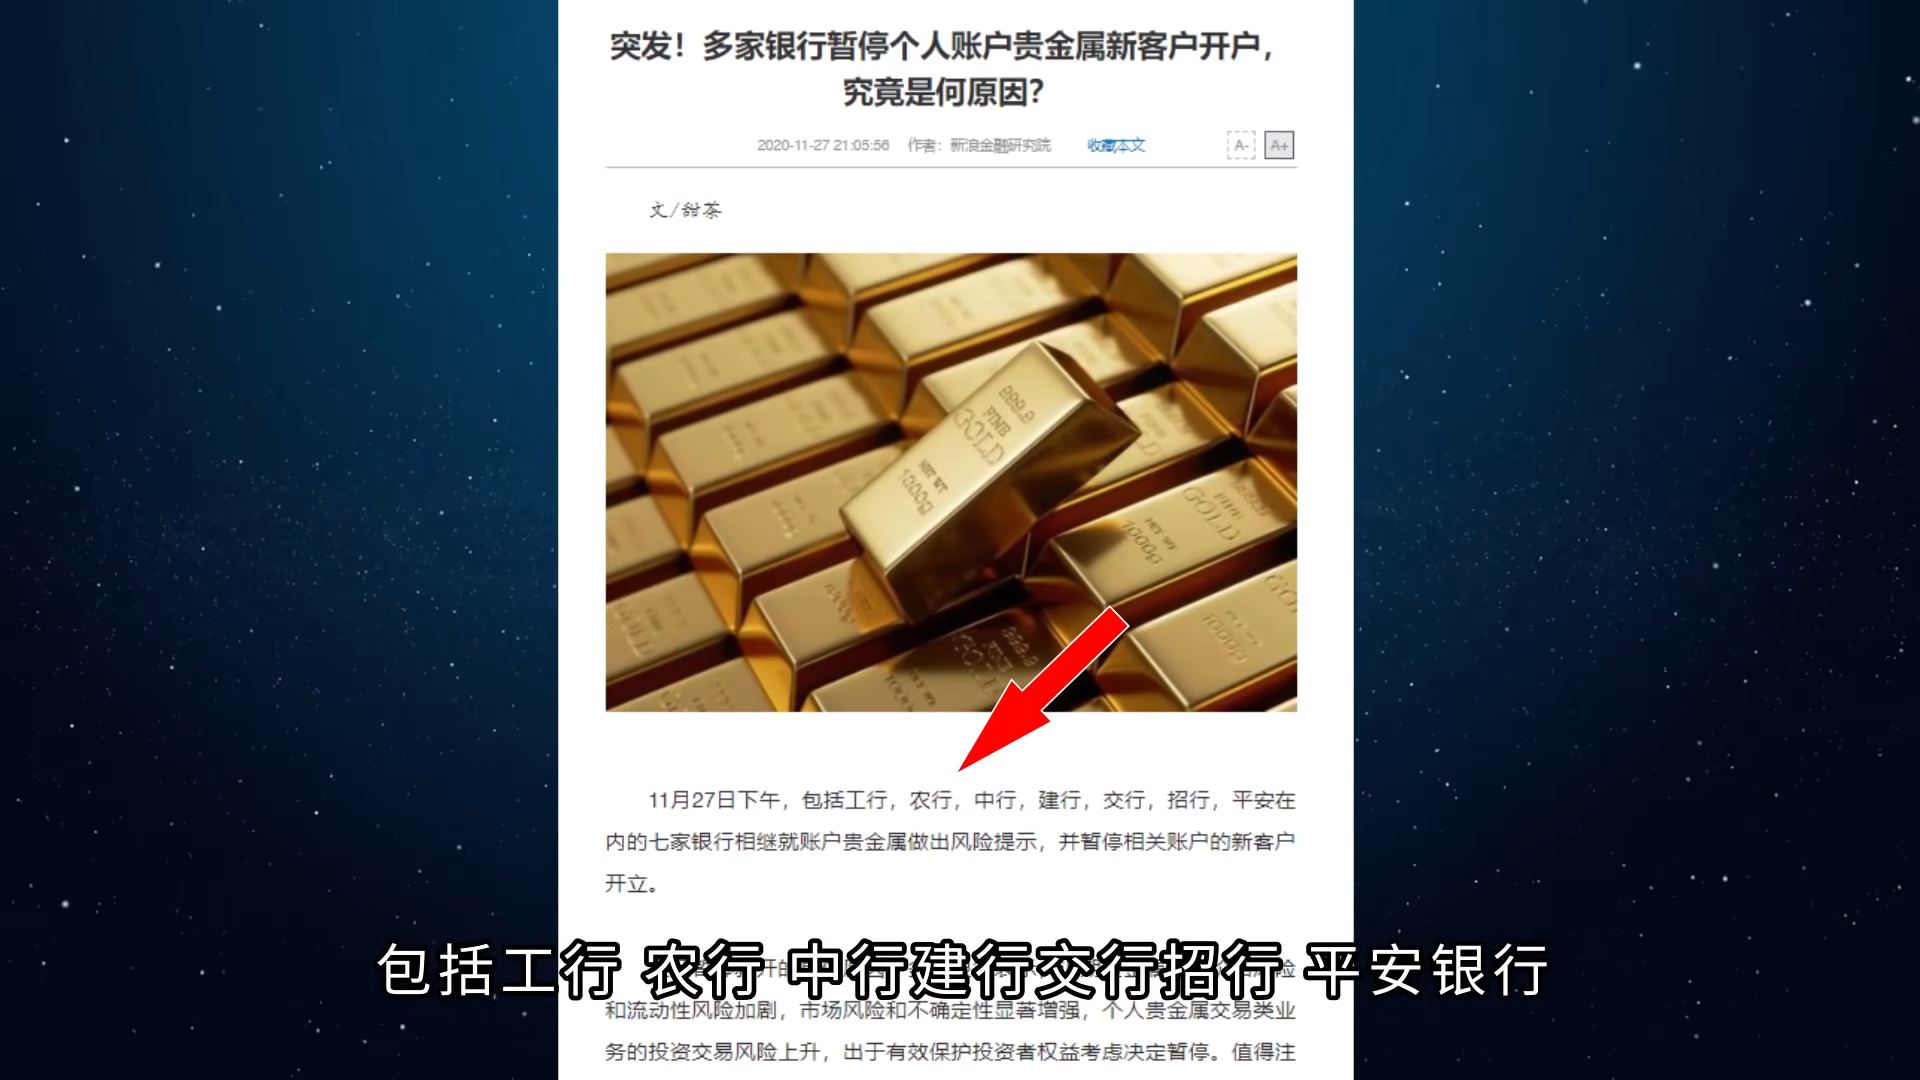 突发！多家银行暂停个人账户贵金属新客户开户，
究竟是何原因？
2020-11-27 21:05:56 作者：新浪金融研究院 收藏本文 A- A+
文/甜茶
999.9
FINE
GOLD
NET WT
1000g
GOLD
1000g
11月27日下午，包括工行，农行，中行，建行，交行，招行，平安在
内的七家银行相继就账户贵金属做出风险提示，并暂停相关账户的新客户
开立。
包括工行 农行 中行建行交行招行 平安银行
和流动性风险加剧，市场风险和不确定性显著增强，个人贵金属交易类业
务的投资交易风险上升，出于有效保护投资者权益考虑决定暂停。值得注